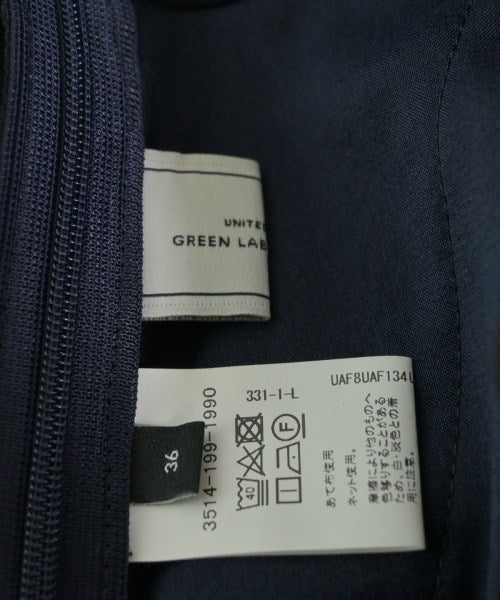 UNITE
GREEN LAB
UAF8UAF134U
331-1-L
3514-199-1990
36
40
F
あて布使用
ネット使用。
摩擦により他のものへ
色移りすることがある
ため、白・淡色との着
用に注意。